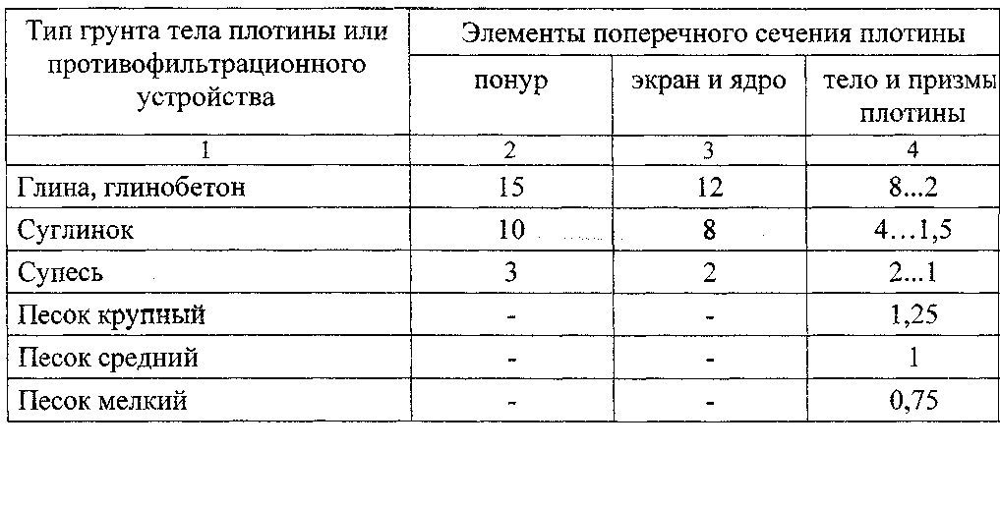 Тип грунта тела плотины или противофильтрационного устройства
Элементы поперечного сечения плотины
понур
экран и ядро
тело и призмы плотины
1 2 3 4
Глина, глинобетон 15 12 8...2
Суглинок 10 8 4...1,5
Супесь 3 2 2...1
Песок крупный - - 1,25
Песок средний - - 1
Песок мелкий - - 0,75